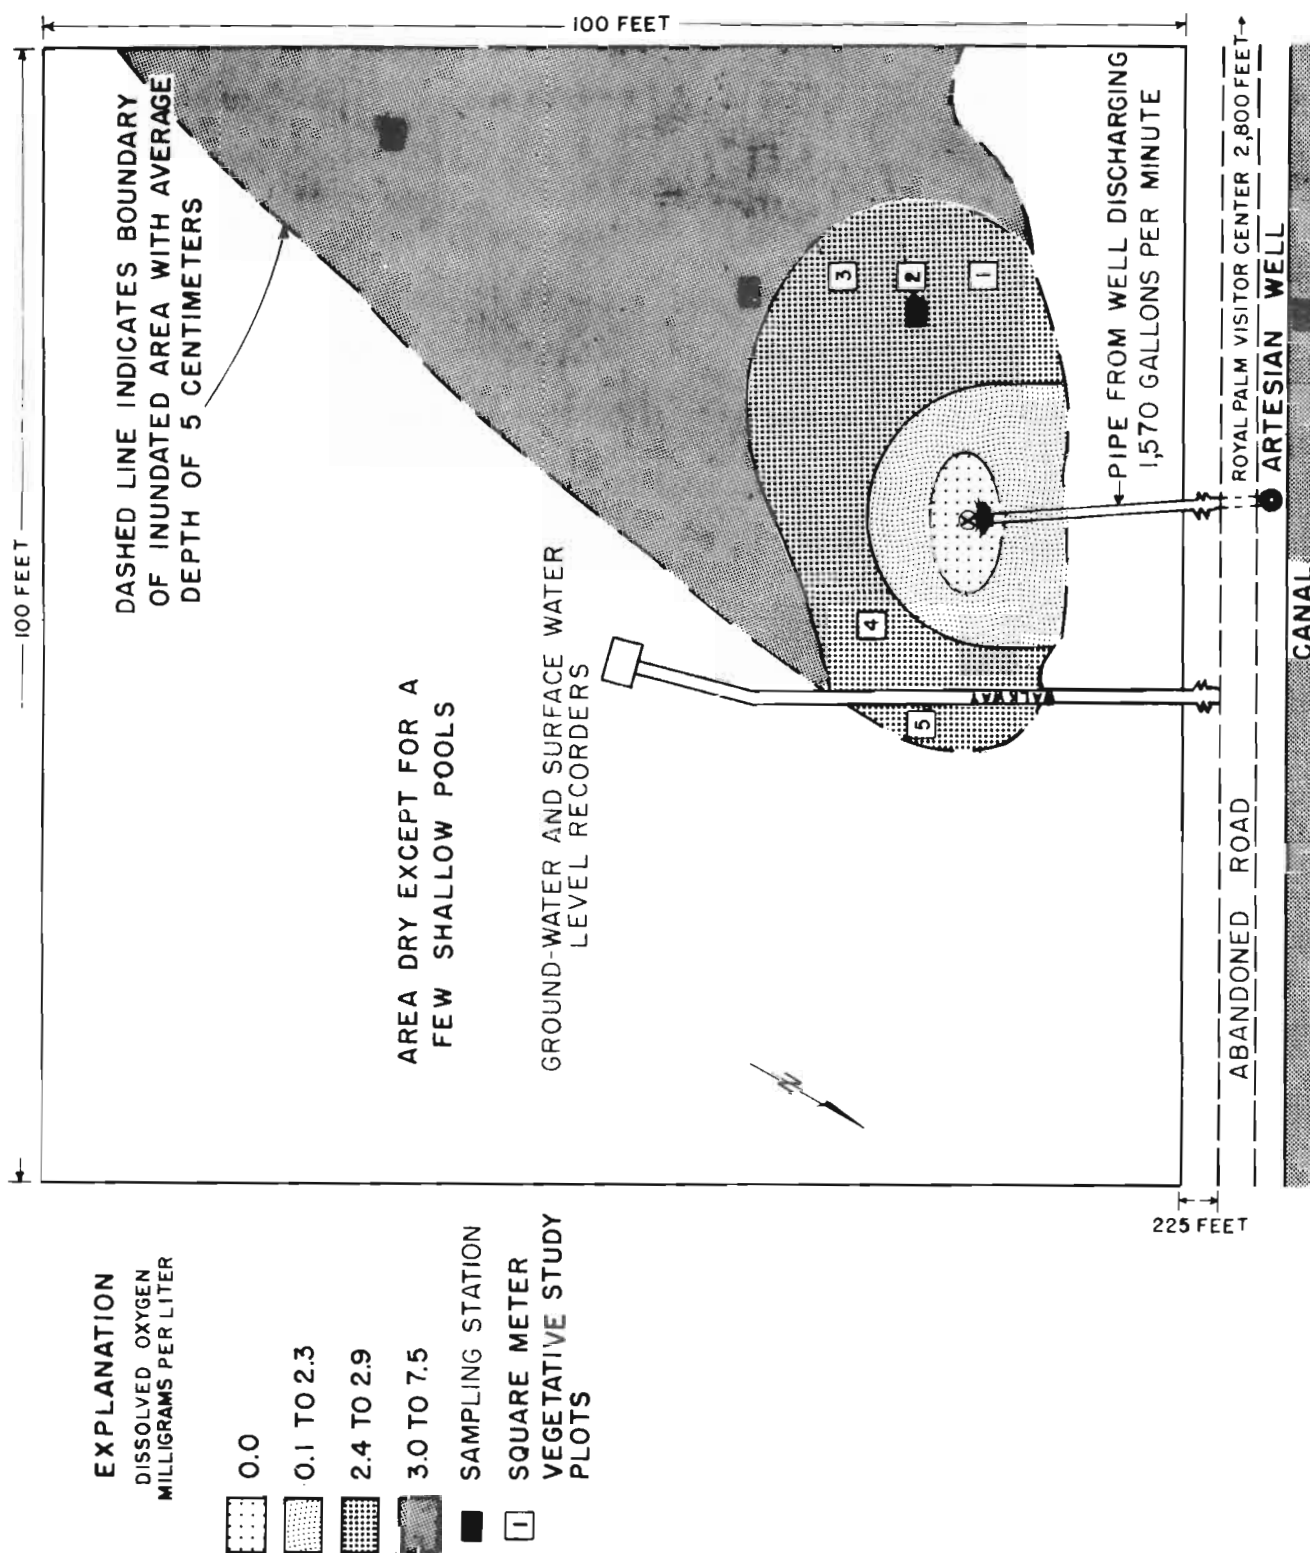 100 FEET
100 FEET
DASHED LINE INDICATES BOUNDARY
OF INUNDATED AREA WITH AVERAGE
DEPTH OF 5 CENTIMETERS
AREA DRY EXCEPT FOR A
FEW SHALLOW POOLS
GROUND-WATER AND SURFACE WATER
LEVEL RECORDERS
3
2
1
4
5
WALKWAY
N
PIPE FROM WELL DISCHARGING
1,570 GALLONS PER MINUTE
ROYAL PALM VISITOR CENTER 2,800 FEET
ABANDONED ROAD
ARTESIAN WELL
CANAL
225 FEET
EXPLANATION
DISSOLVED OXYGEN
MILLIGRAMS PER LITER
0.0
0.1 TO 2.3
2.4 TO 2.9
3.0 TO 7.5
SAMPLING STATION
1
SQUARE METER
VEGETATIVE STUDY
PLOTS